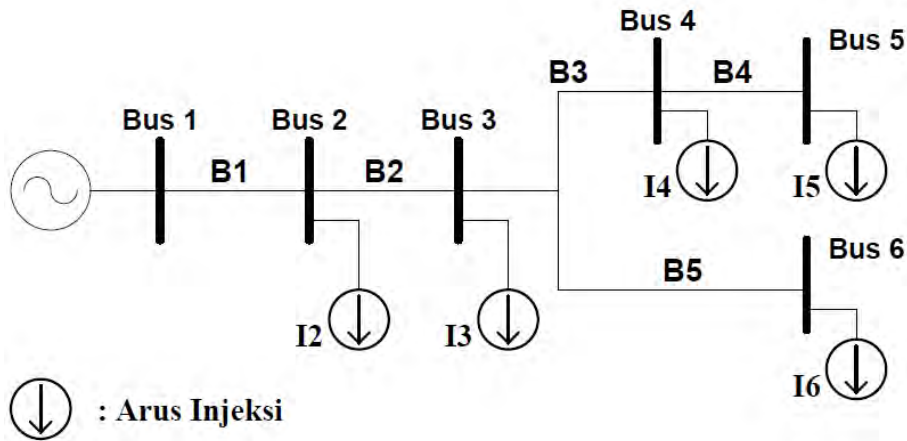 Bus 4
Bus 5
B3
B4
Bus 1
Bus 2
Bus 3
B1
B2
I4
I5
Bus 6
B5
I2
I3
I6
: Arus Injeksi